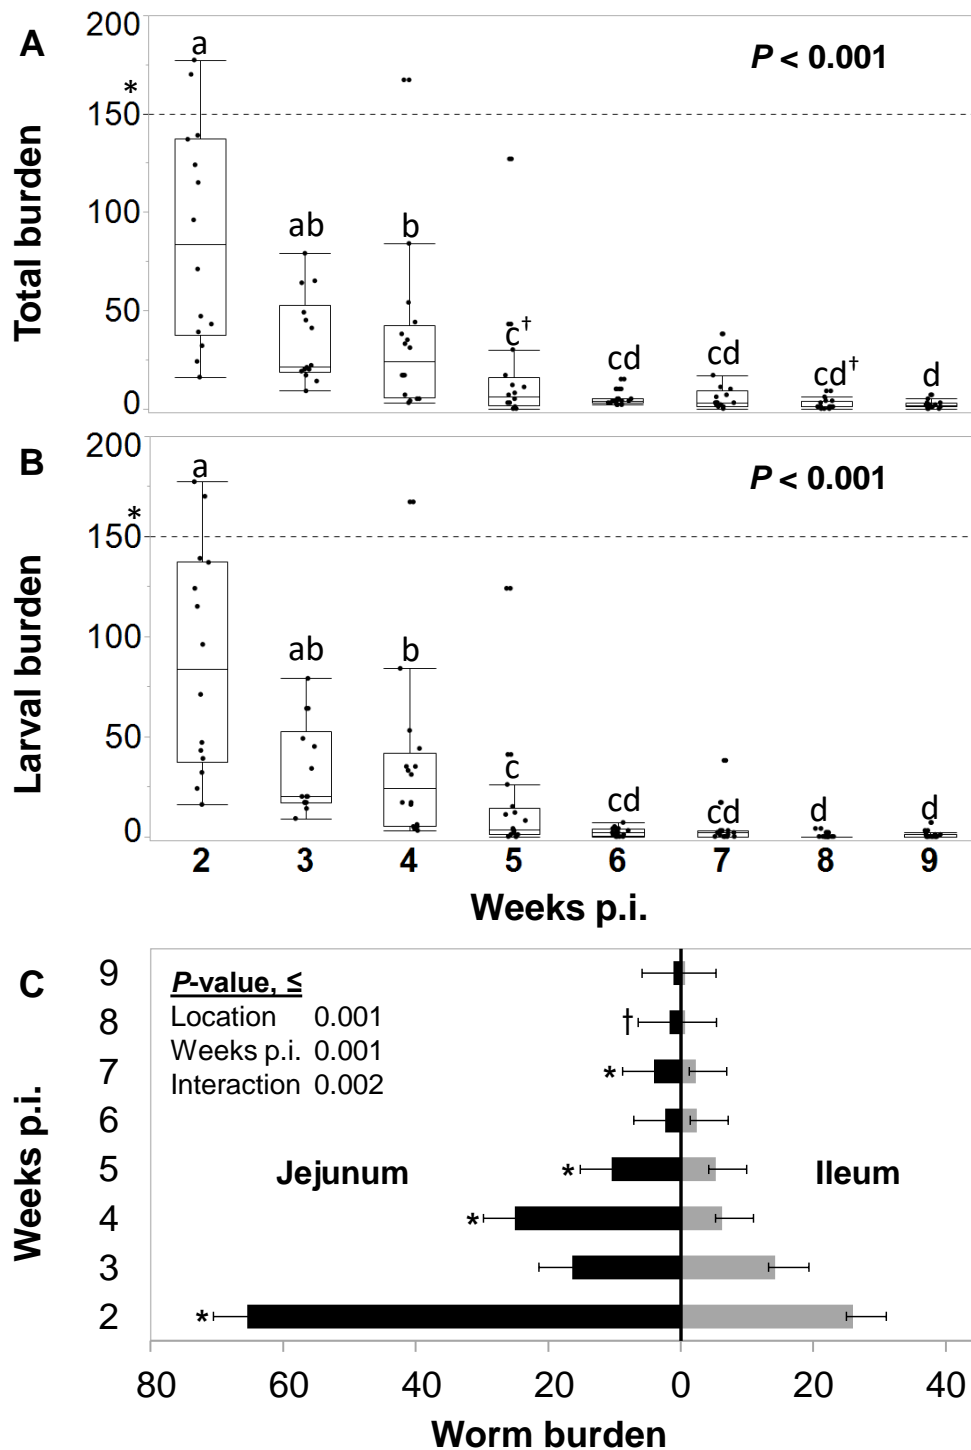 A
Total burden
200
*
150
100
50
0
P < 0.001
a
ab
b
c†
cd
cd
cd†
d
B
Larval burden
200
*
150
100
50
0
P < 0.001
a
ab
b
c
cd
cd
d
d
2 3 4 5 6 7 8 9
Weeks p.i.
C
Weeks p.i.
P-value, ≤
Location 0.001
Weeks p.i. 0.001
Interaction 0.002
9
8 †
7 *
6
5 *
Jejunum Ileum
4 *
3
2 *
80 60 40 20 0 20 40
Worm burden